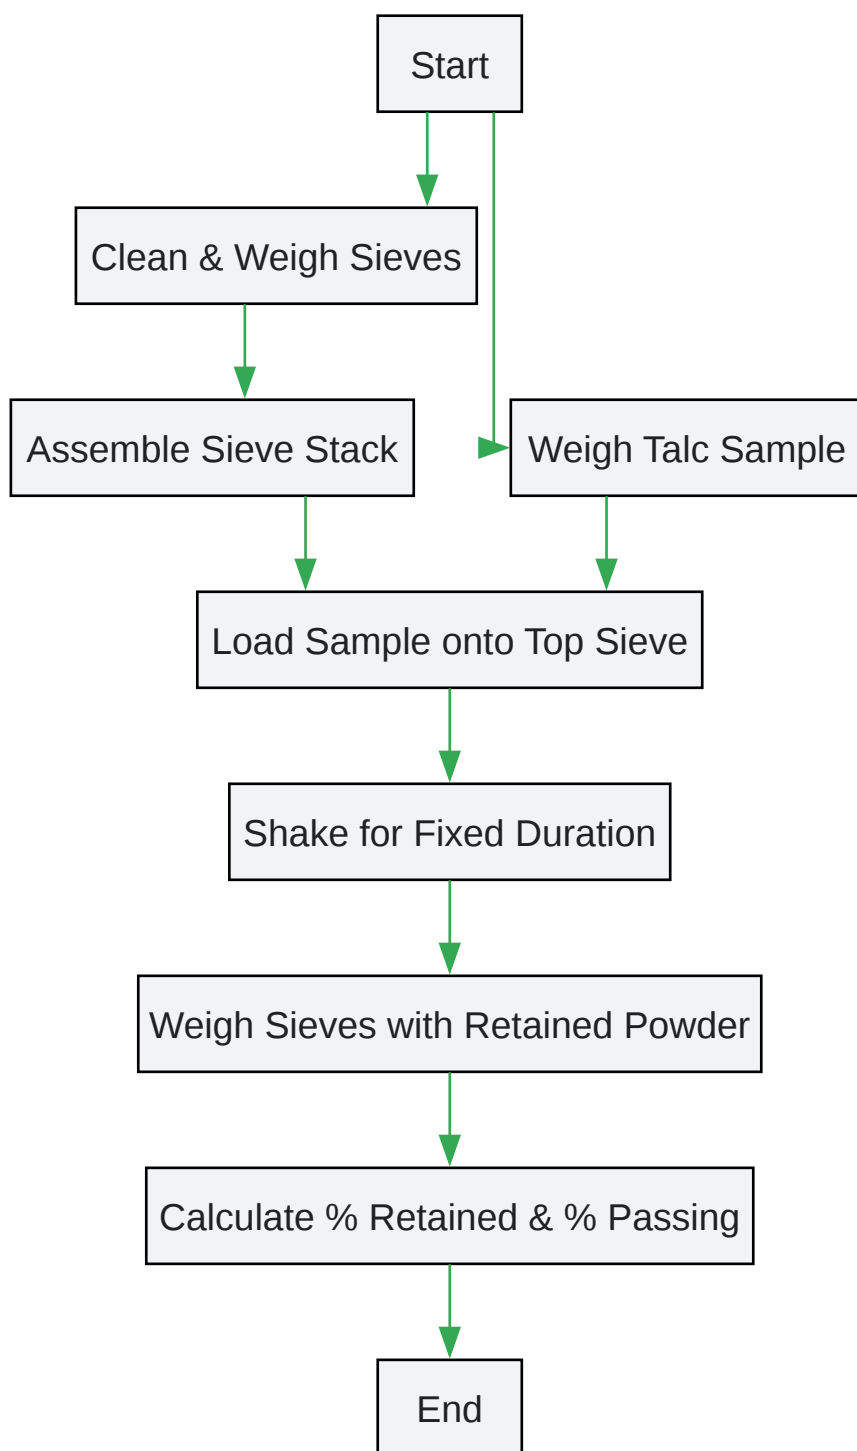 Start
Clean & Weigh Sieves
Assemble Sieve Stack
Weigh Talc Sample
Load Sample onto Top Sieve
Shake for Fixed Duration
Weigh Sieves with Retained Powder
Calculate % Retained & % Passing
End